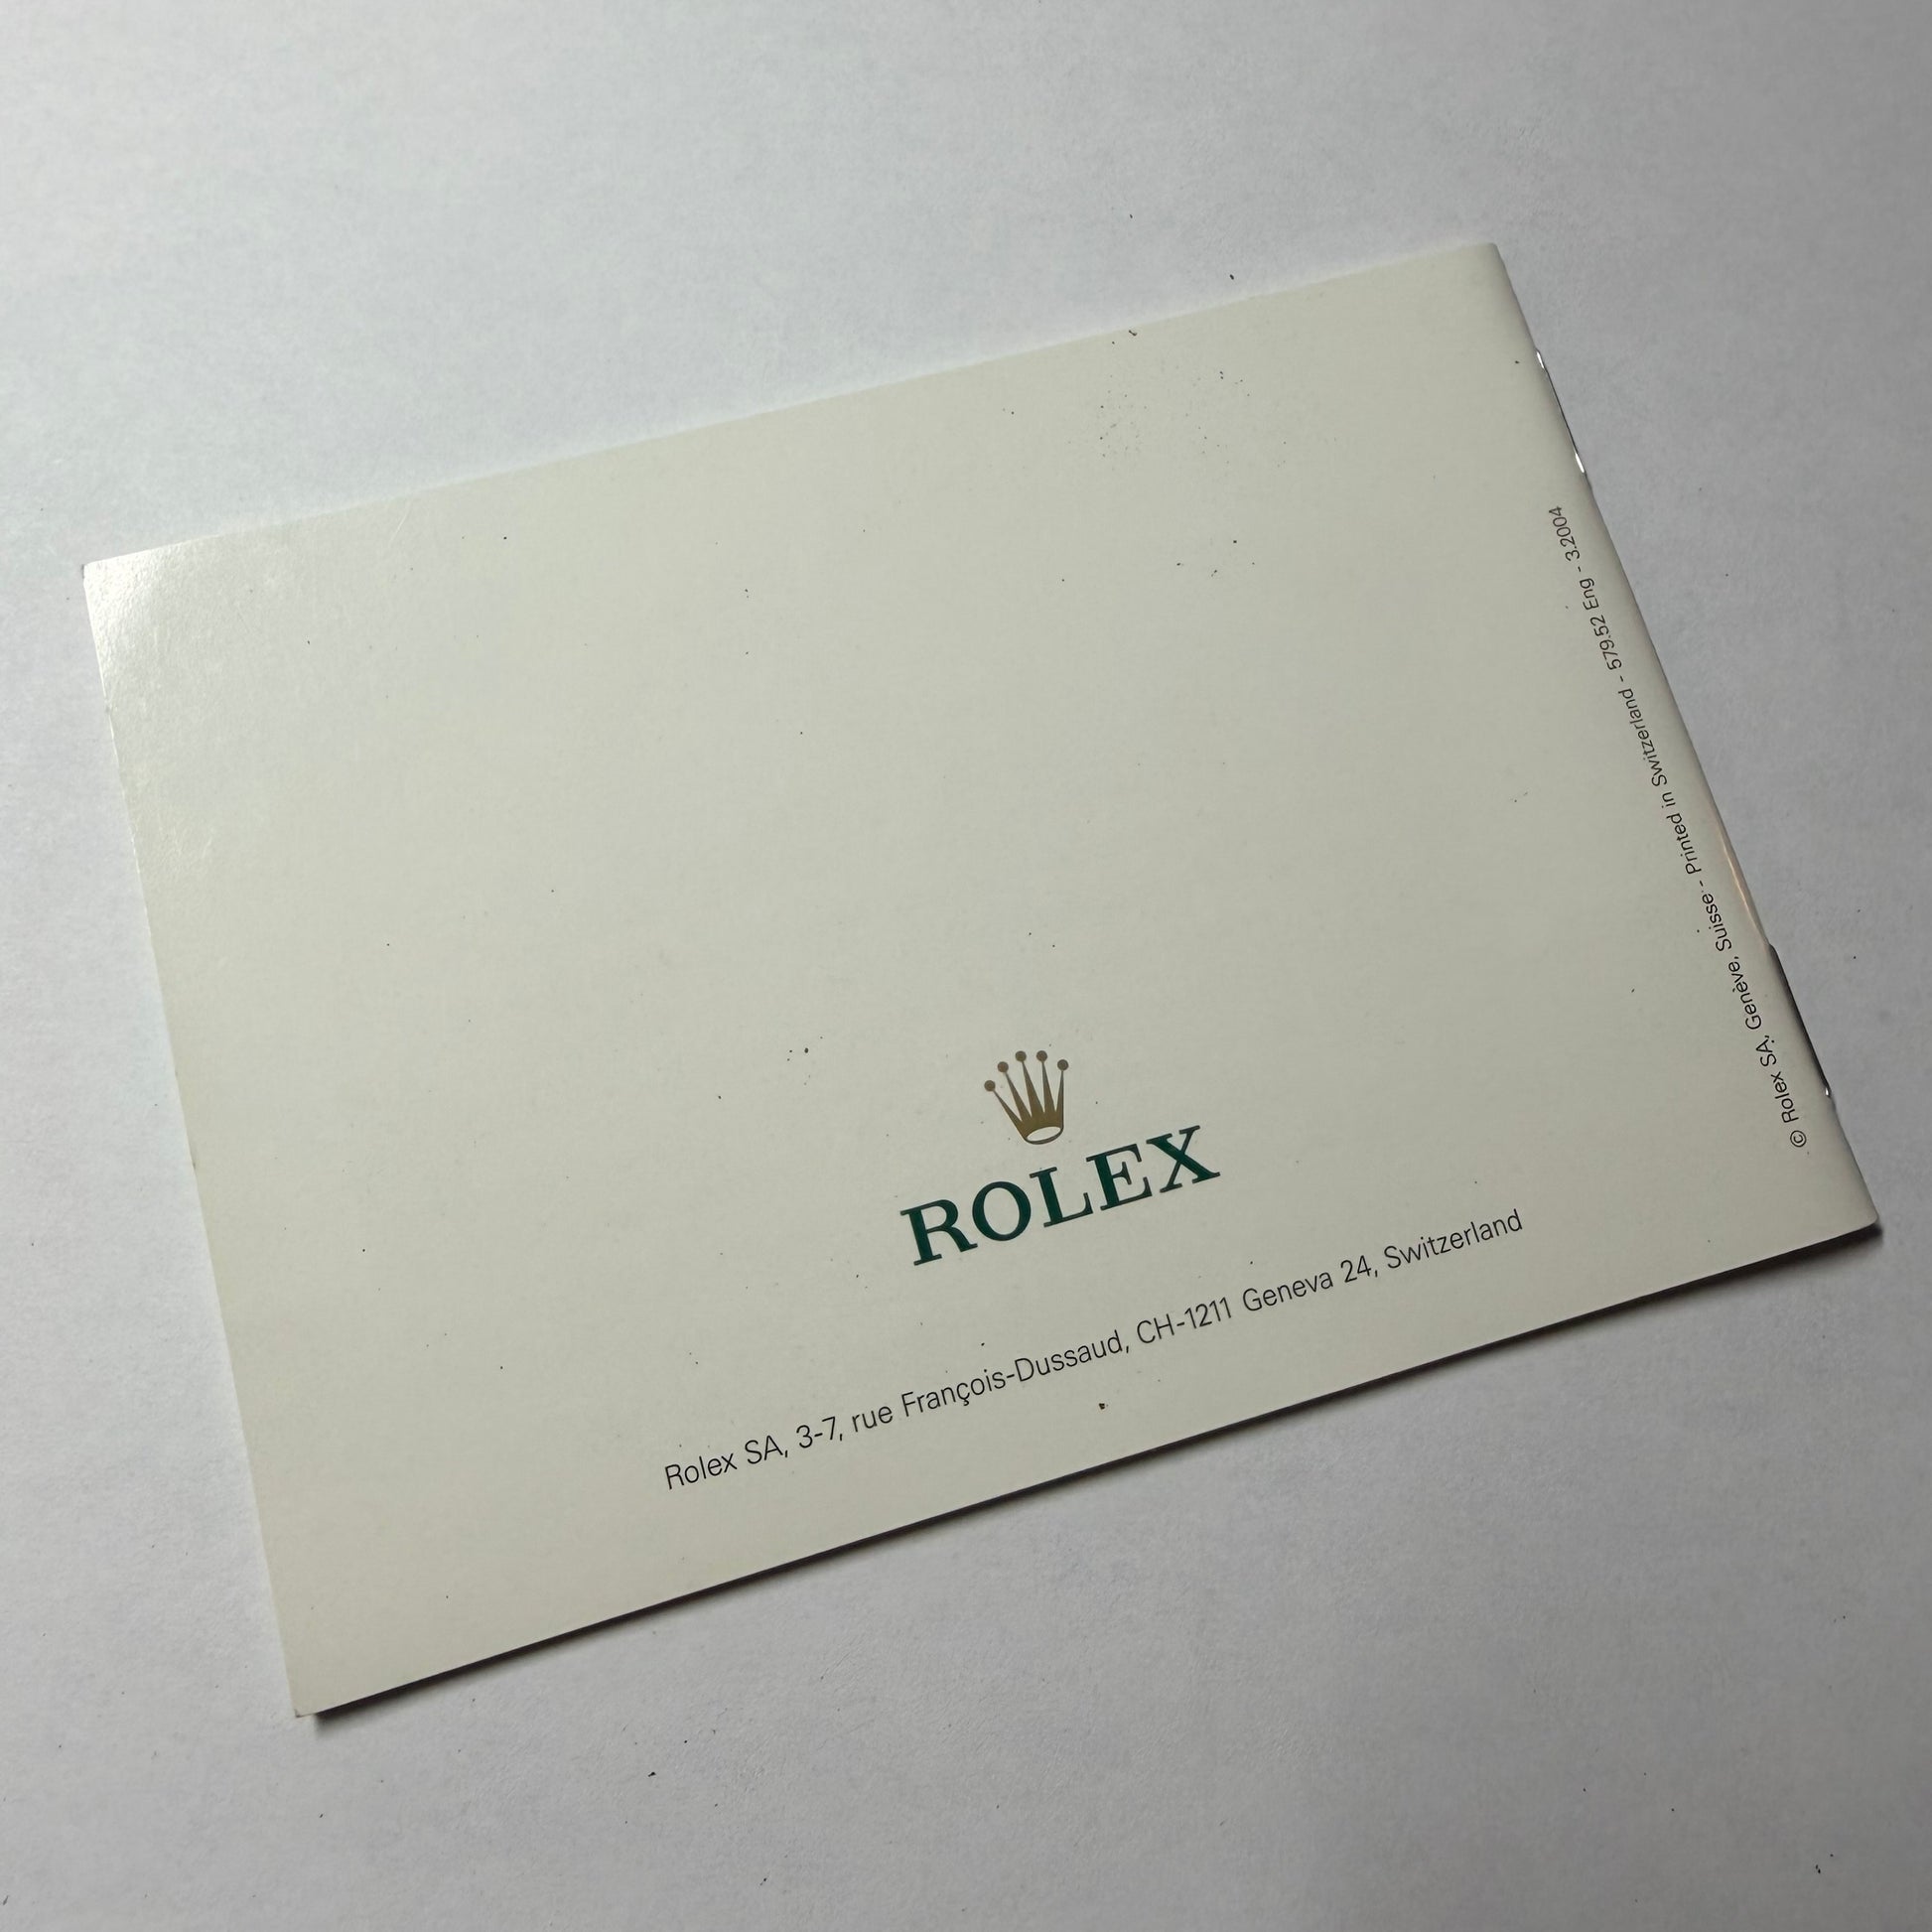 ROLEX
Rolex SA, 3-7, rue François-Dussaud, CH-1211 Geneva 24, Switzerland
© Rolex SA, Genève, Suisse - Printed in Switzerland - 579.52 Eng - 3.2004